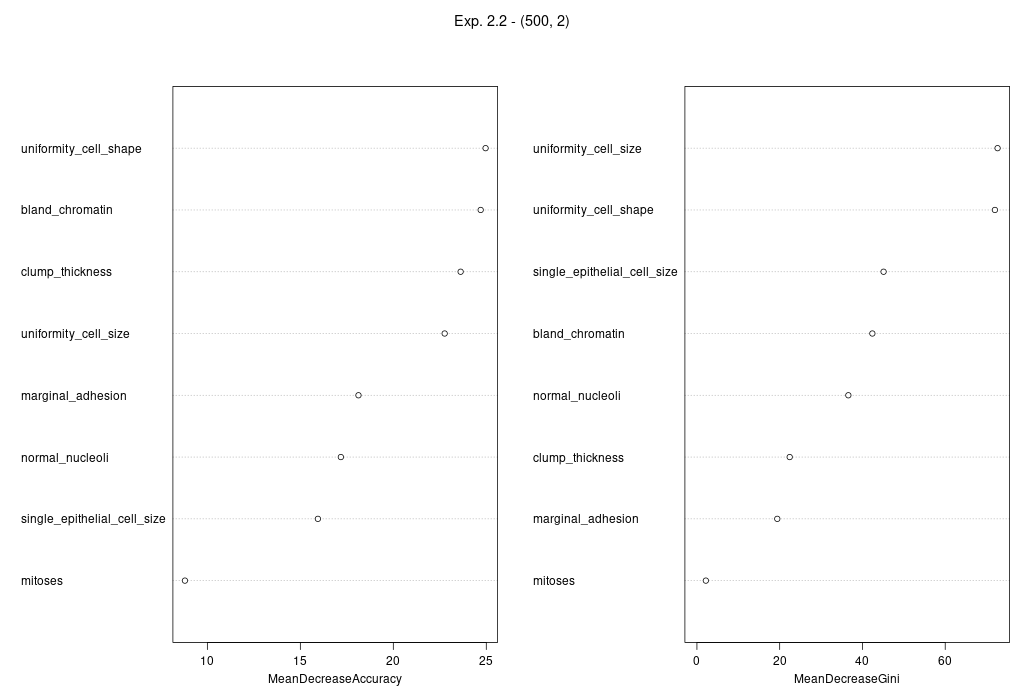 Exp. 2.2 - (500, 2)
uniformity_cell_shape
bland_chromatin
clump_thickness
uniformity_cell_size
marginal_adhesion
normal_nucleoli
single_epithelial_cell_size
mitoses
10 15 20 25
MeanDecreaseAccuracy
uniformity_cell_size
uniformity_cell_shape
single_epithelial_cell_size
bland_chromatin
normal_nucleoli
clump_thickness
marginal_adhesion
mitoses
0 20 40 60
MeanDecreaseGini